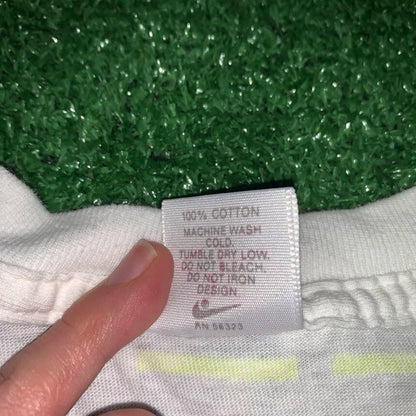 100% COTTON
MACHINE WASH
COLD.
TUMBLE DRY LOW.
DO NOT BLEACH.
DO NOT IRON
DESIGN
RN 56323